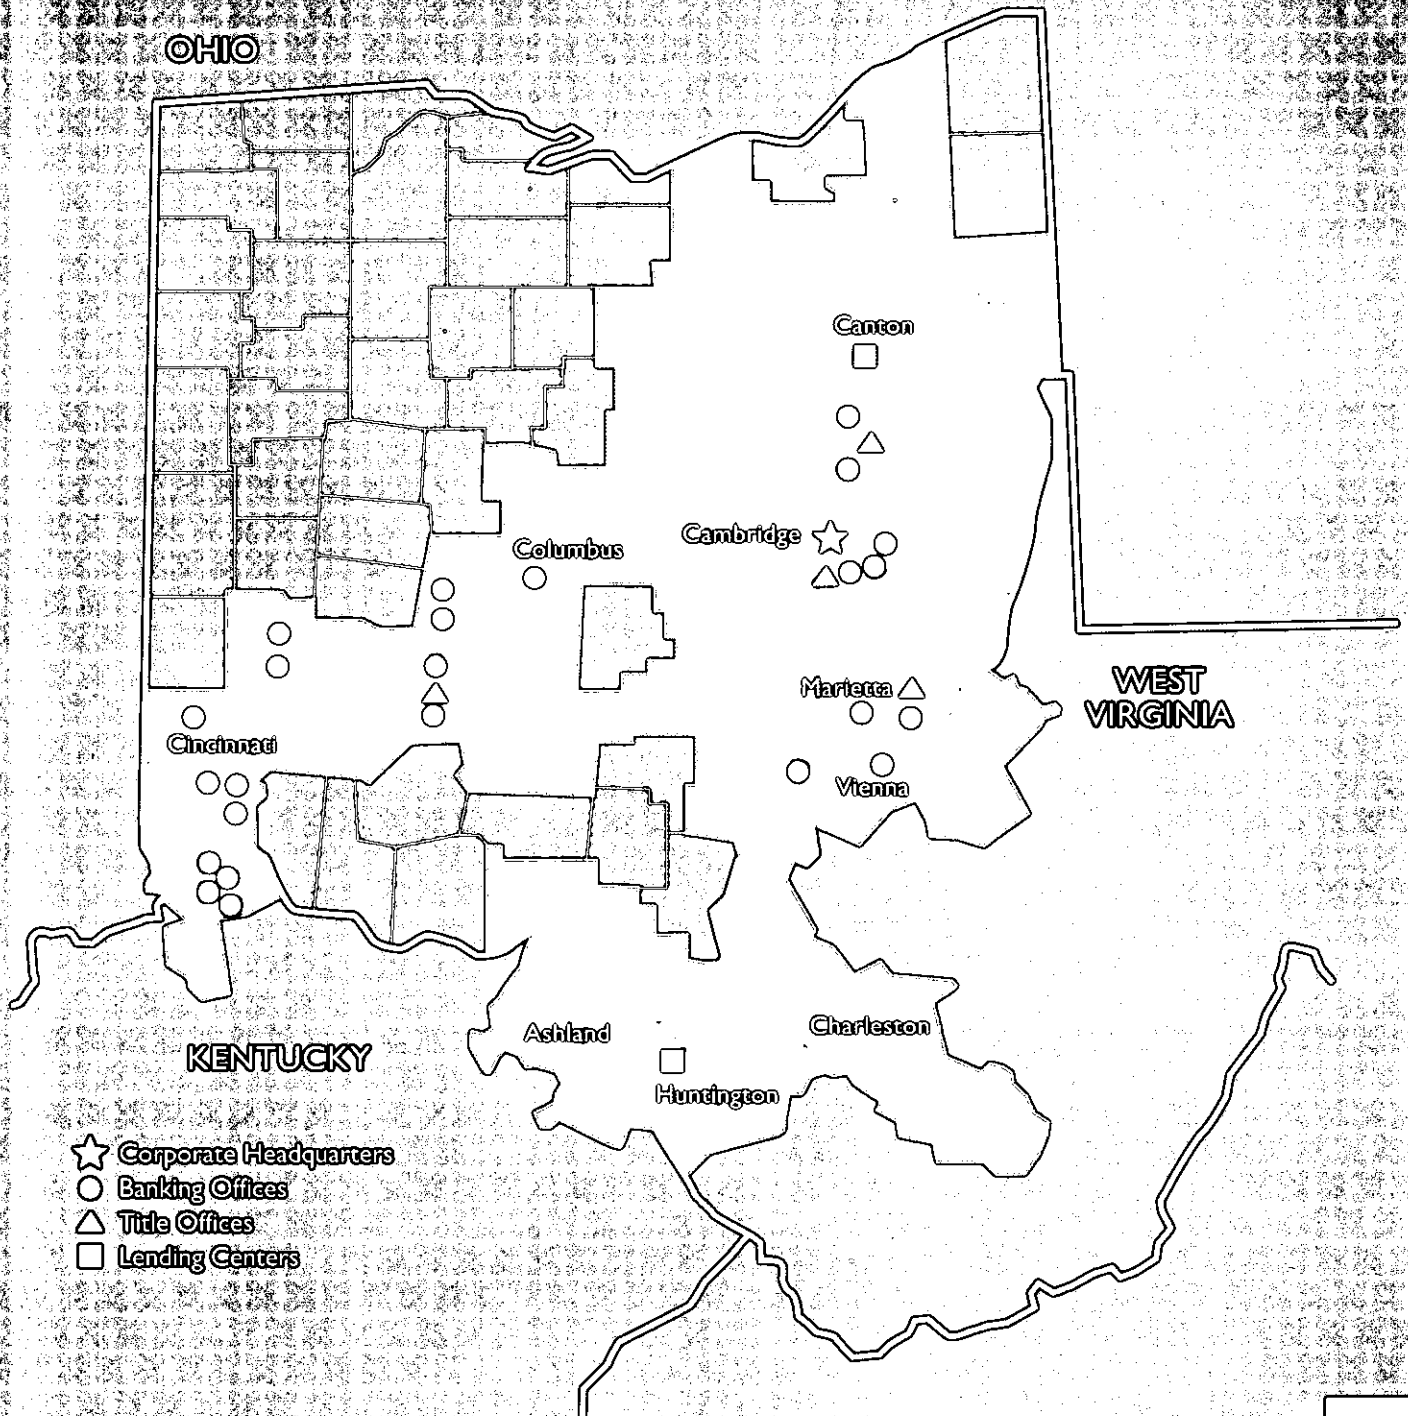 OHIO
Canton
Cambridge
Columbus
Marietta
WEST
VIRGINIA
Cincinnati
Vienna
Ashland
Charleston
Huntington
KENTUCKY
Corporate Headquarters
Banking Offices
Title Offices
Lending Centers